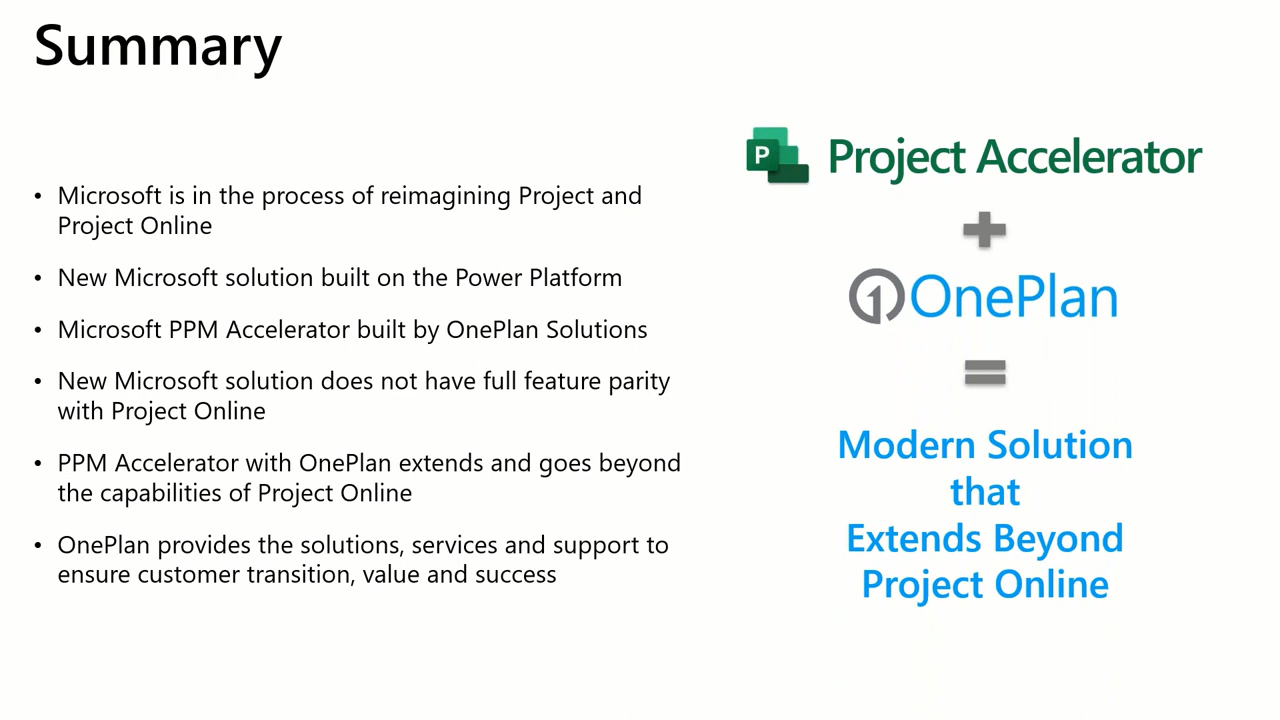 Summary
• Microsoft is in the process of reimagining Project and
Project Online
• New Microsoft solution built on the Power Platform
• Microsoft PPM Accelerator built by OnePlan Solutions
• New Microsoft solution does not have full feature parity
with Project Online
• PPM Accelerator with OnePlan extends and goes beyond
the capabilities of Project Online
• OnePlan provides the solutions, services and support to
ensure customer transition, value and success
P Project Accelerator
+
1 OnePlan
=
Modern Solution
that
Extends Beyond
Project Online